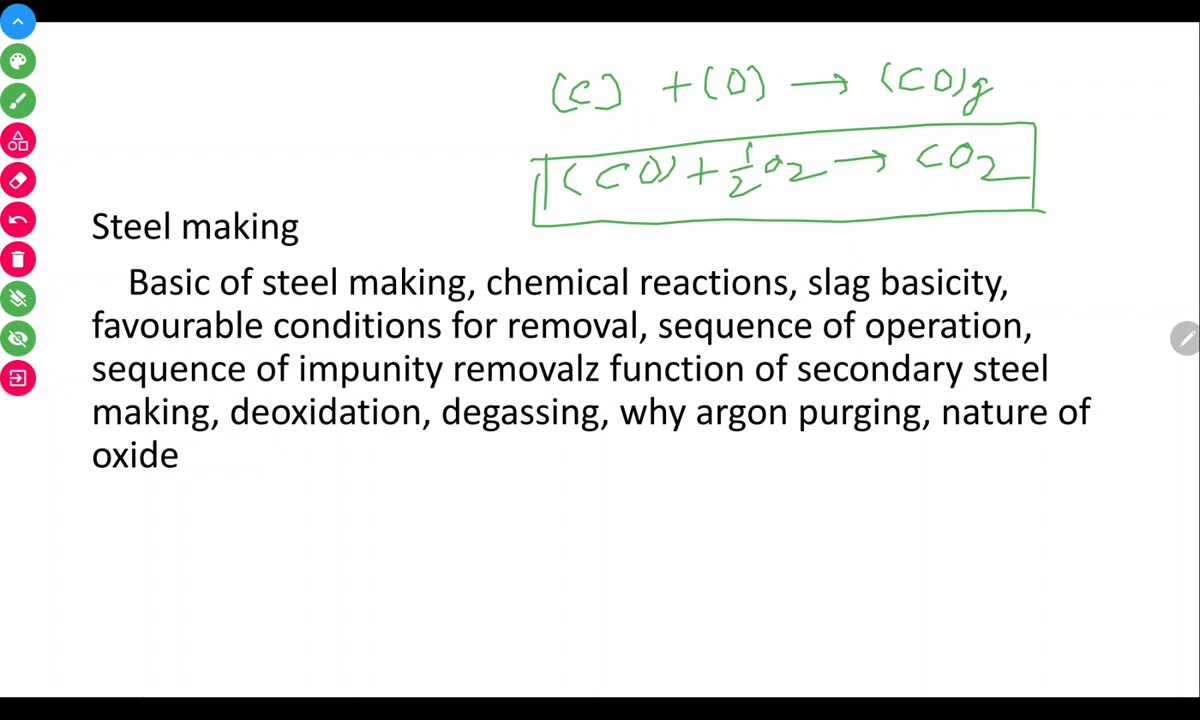 (C) + (O) → (CO)g
(CO) + 1/2 O2 → CO2
Steel making
Basic of steel making, chemical reactions, slag basicity,
favourable conditions for removal, sequence of operation,
sequence of impunity removalz function of secondary steel
making, deoxidation, degassing, why argon purging, nature of
oxide